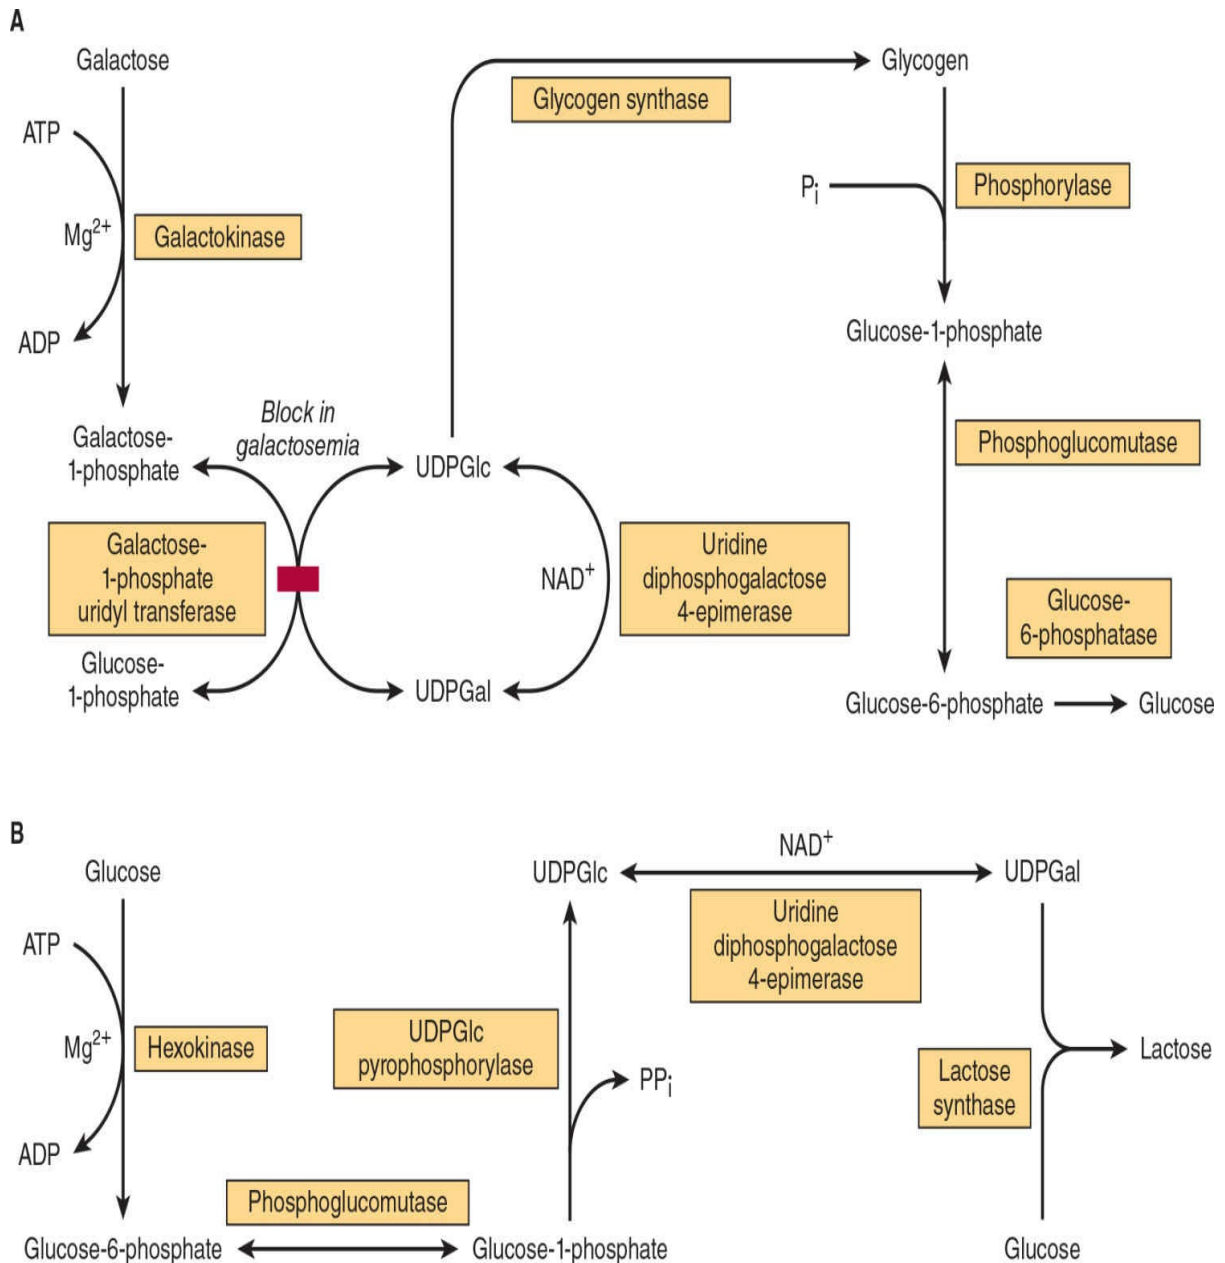 A
Galactose
Glycogen
Glycogen synthase
ATP
Pi
Phosphorylase
Mg2+
Galactokinase
ADP
Glucose-1-phosphate
Block in
galactosemia
Galactose-
1-phosphate
UDPGlc
Phosphoglucomutase
Galactose-
1-phosphate
uridyl transferase
NAD+
Uridine
diphosphogalactose
4-epimerase
Glucose-
6-phosphatase
Glucose-
1-phosphate
UDPGal
Glucose-6-phosphate
Glucose
B
NAD+
Glucose
UDPGlc
UDPGal
Uridine
diphosphogalactose
4-epimerase
ATP
Mg2+
Hexokinase
UDPGlc
pyrophosphorylase
PPi
Lactose
Lactose
synthase
ADP
Phosphoglucomutase
Glucose-6-phosphate
Glucose-1-phosphate
Glucose